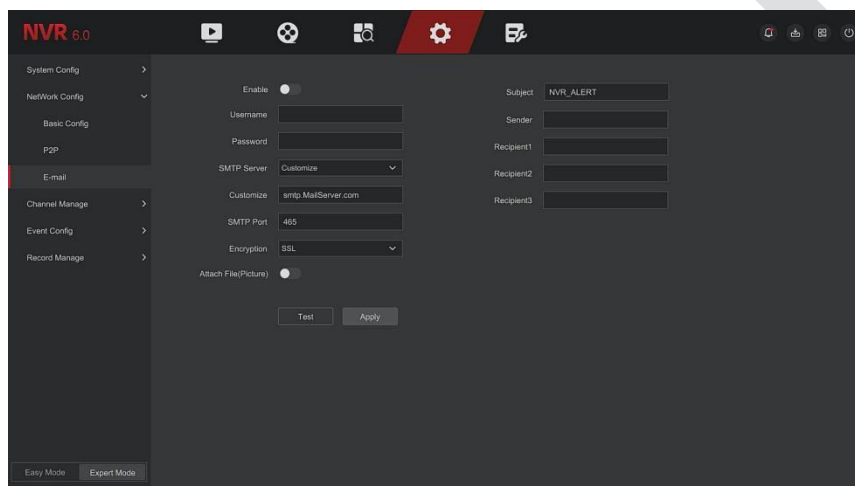 NVR 6.0
System Config
NetWork Config
Basic Config
P2P
E-mail
Channel Manage
Event Config
Record Manage
Easy Mode
Expert Mode
Enable
Username
Password
SMTP Server Customize
Customize smtp.MailServer.com
SMTP Port 465
Encryption SSL
Attach File(Picture)
Test
Apply
Subject NVR_ALERT
Sender
Recipient1
Recipient2
Recipient3